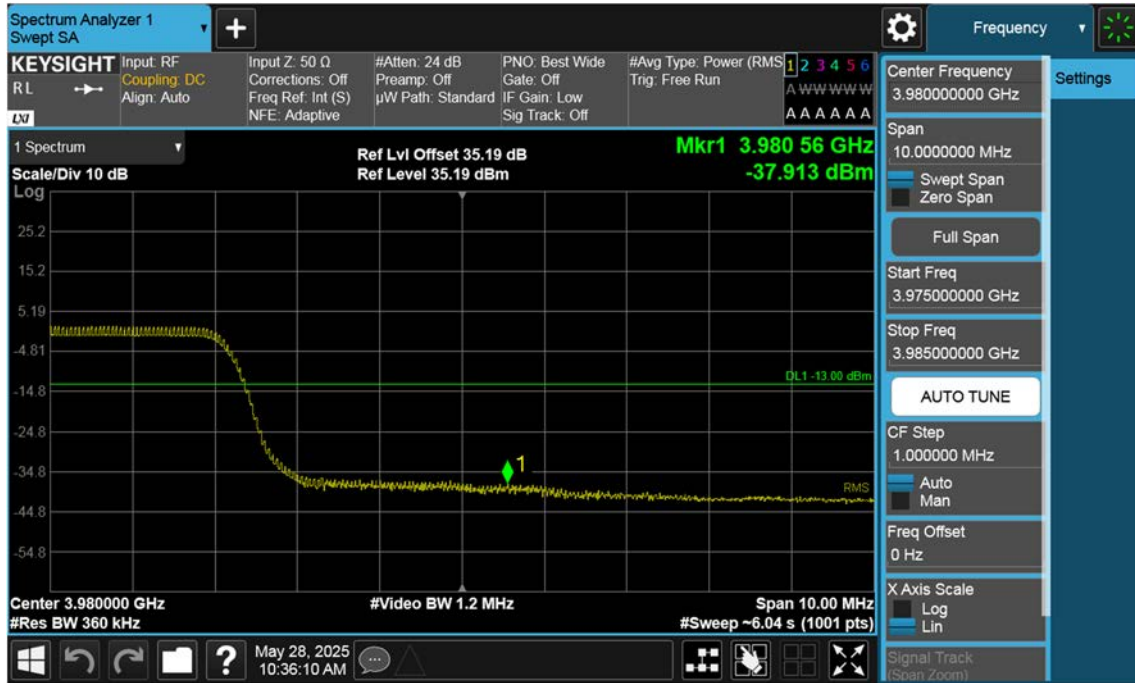 Spectrum Analyzer 1
Swept SA
+
Frequency
KEYSIGHT
RL
LXI
Input: RF
Coupling: DC
Align: Auto
Input Z: 50 Ω
Corrections: Off
Freq Ref: Int (S)
NFE: Adaptive
#Atten: 24 dB
Preamp: Off
µW Path: Standard
PNO: Best Wide
Gate: Off
IF Gain: Low
Sig Track: Off
#Avg Type: Power (RMS
Trig: Free Run
1 2 3 4 5 6
A W W W W W
A A A A A A
1 Spectrum
Scale/Div 10 dB
Ref Lvl Offset 35.19 dB
Ref Level 35.19 dBm
Mkr1 3.980 56 GHz
-37.913 dBm
Log
25.2
15.2
5.19
-4.81
-14.8
-24.8
-34.8
-44.8
-54.8
DL1 -13.00 dBm
1
RMS
Center 3.980000 GHz
#Res BW 360 kHz
#Video BW 1.2 MHz
Span 10.00 MHz
#Sweep ~6.04 s (1001 pts)
Center Frequency
3.980000000 GHz
Settings
Span
10.0000000 MHz
Swept Span
Zero Span
Full Span
Start Freq
3.975000000 GHz
Stop Freq
3.985000000 GHz
AUTO TUNE
CF Step
1.000000 MHz
Auto
Man
Freq Offset
0 Hz
X Axis Scale
Log
Lin
Signal Track
(Span Zoom)
?
May 28, 2025
10:36:10 AM